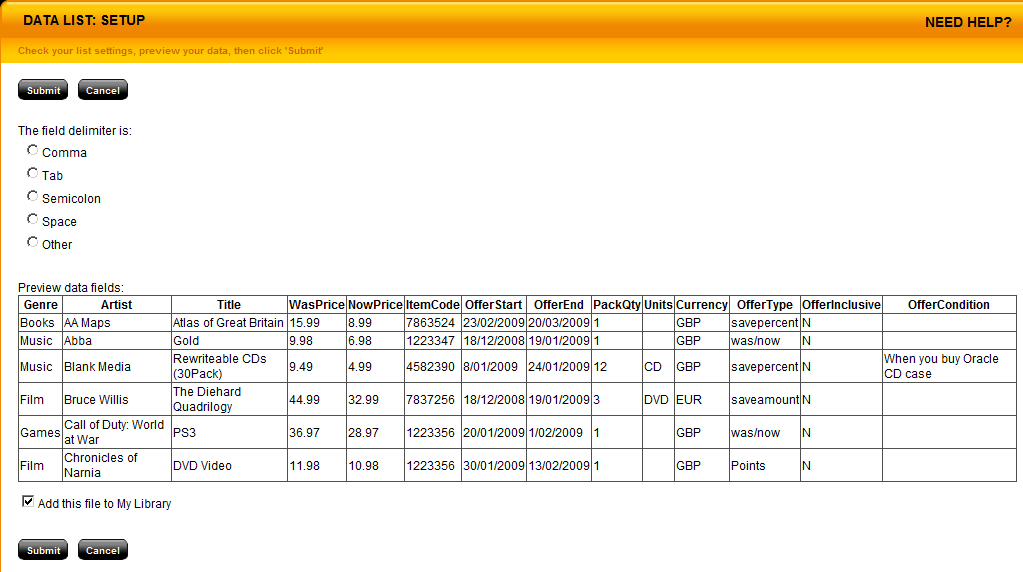 DATA LIST: SETUP
NEED HELP?
Check your list settings, preview your data, then click 'Submit'
Submit Cancel
The field delimiter is:
Comma
Tab
Semicolon
Space
Other
Preview data fields:
Genre Artist Title WasPrice NowPrice ItemCode OfferStart OfferEnd PackQty Units Currency OfferType OfferInclusive OfferCondition
Books AA Maps Atlas of Great Britain 15.99 8.99 7863524 23/02/2009 20/03/2009 1 GBP savepercent N
Music Abba Gold 9.98 6.98 1223347 18/12/2008 19/01/2009 1 GBP was/now N
Music Blank Media Rewriteable CDs (30Pack) 9.49 4.99 4582390 8/01/2009 24/01/2009 12 CD GBP savepercent N When you buy Oracle CD case
Film Bruce Willis The Diehard Quadrilogy 44.99 32.99 7837256 18/12/2008 19/01/2009 3 DVD EUR saveamount N
Games Call of Duty: World at War PS3 36.97 28.97 1223356 20/01/2009 1/02/2009 1 GBP was/now N
Film Chronicles of Narnia DVD Video 11.98 10.98 1223356 30/01/2009 13/02/2009 1 GBP Points N
Add this file to My Library
Submit Cancel